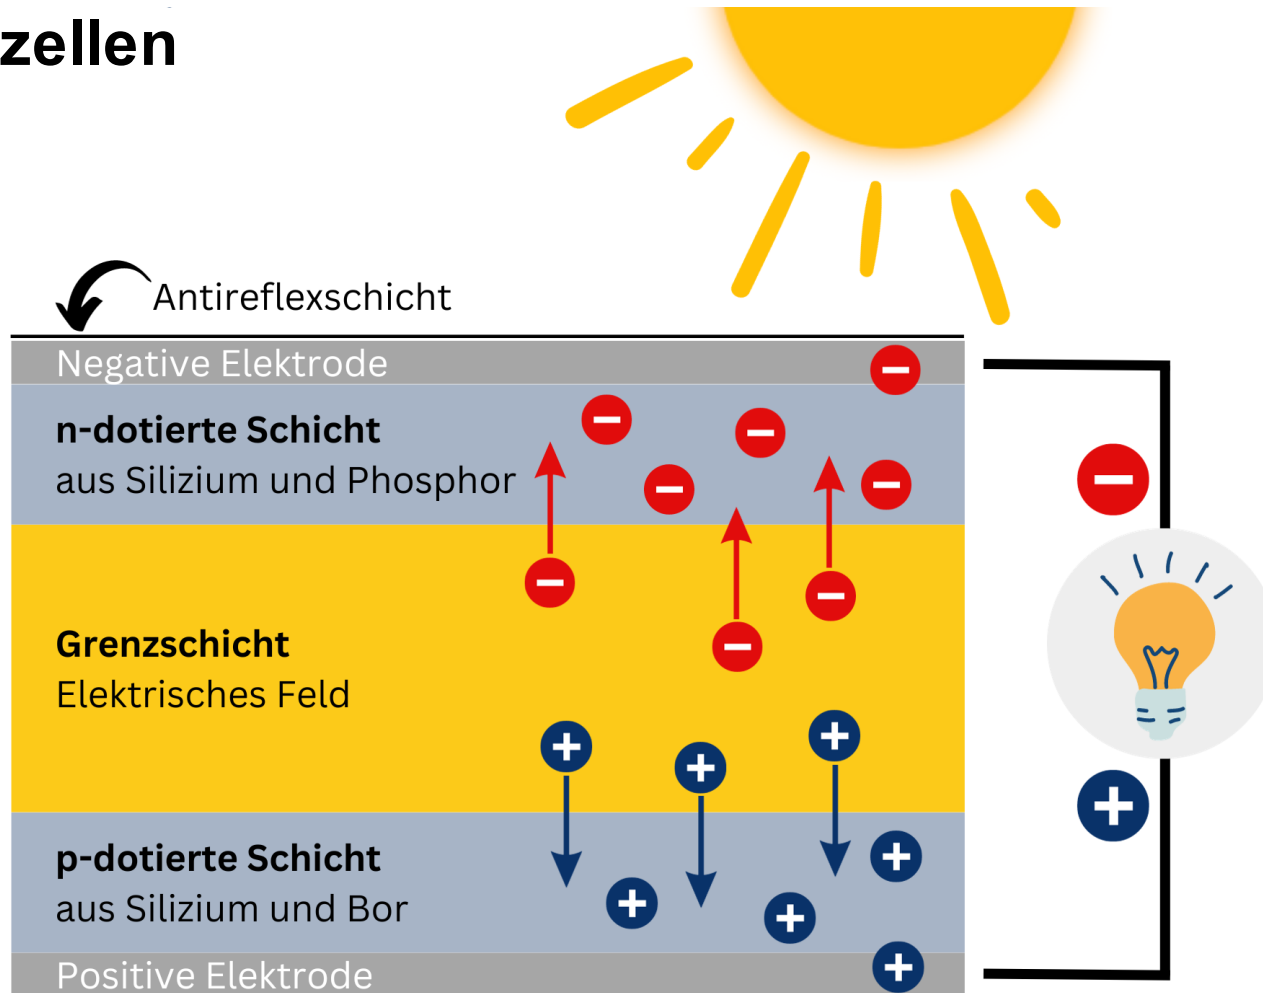 zellen
Antireflexschicht
Negative Elektrode
n-dotierte Schicht
aus Silizium und Phosphor
Grenzschicht
Elektrisches Feld
p-dotierte Schicht
aus Silizium und Bor
Positive Elektrode